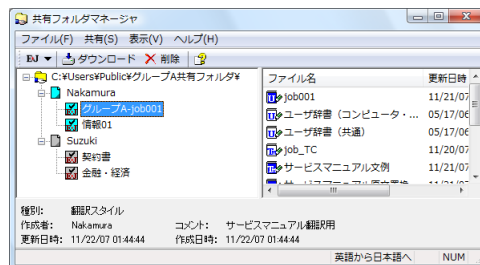 共有フォルダマネージャ
ファイル(F) 共有(S) 表示(V) ヘルプ(H)
EJ ダウンロード 削除
C:¥Users¥Public¥グループA共有フォルダ¥
Nakamura
グループA-job001
情報01
Suzuki
契約書
金融・経済
ファイル名 更新日時
job001 11/21/07
ユーザ辞書（コンピュータ・... 05/17/06
ユーザ辞書（共通） 05/17/06
job_TC 11/20/07
サービスマニュアル文例 11/21/07
種別: 翻訳スタイル
作成者: Nakamura コメント: サービスマニュアル翻訳用
更新日時: 11/22/07 01:44:44 作成日時: 11/22/07 01:44:44
英語から日本語へ NUM